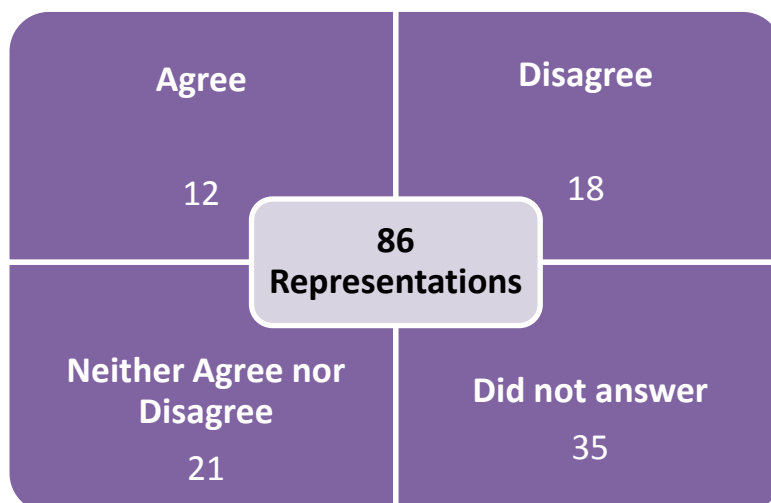 Agree
12
Disagree
18
86
Representations
Neither Agree nor
Disagree
21
Did not answer
35